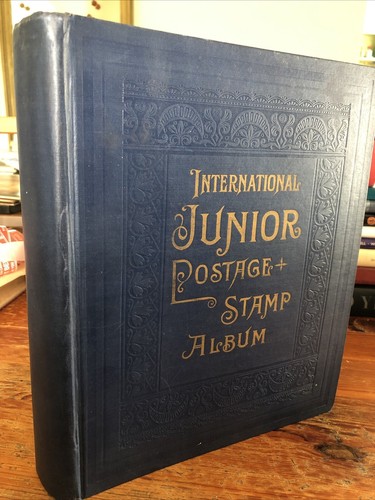 INTERNATIONAL
JUNIOR
POSTAGE +
STAMP
ALBUM